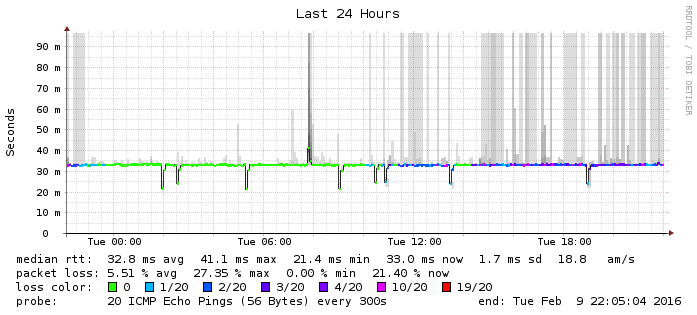 Last 24 Hours
RRDTOOL / TOBI OETIKER
Seconds
90 m
80 m
70 m
60 m
50 m
40 m
30 m
20 m
10 m
0
Tue 00:00 Tue 06:00 Tue 12:00 Tue 18:00
median rtt: 32.8 ms avg 41.1 ms max 21.4 ms min 33.0 ms now 1.7 ms sd 18.8 am/s
packet loss: 5.51 % avg 27.35 % max 0.00 % min 21.40 % now
loss color: 0 1/20 2/20 3/20 4/20 10/20 19/20
probe: 20 ICMP Echo Pings (56 Bytes) every 300s end: Tue Feb 9 22:05:04 2016